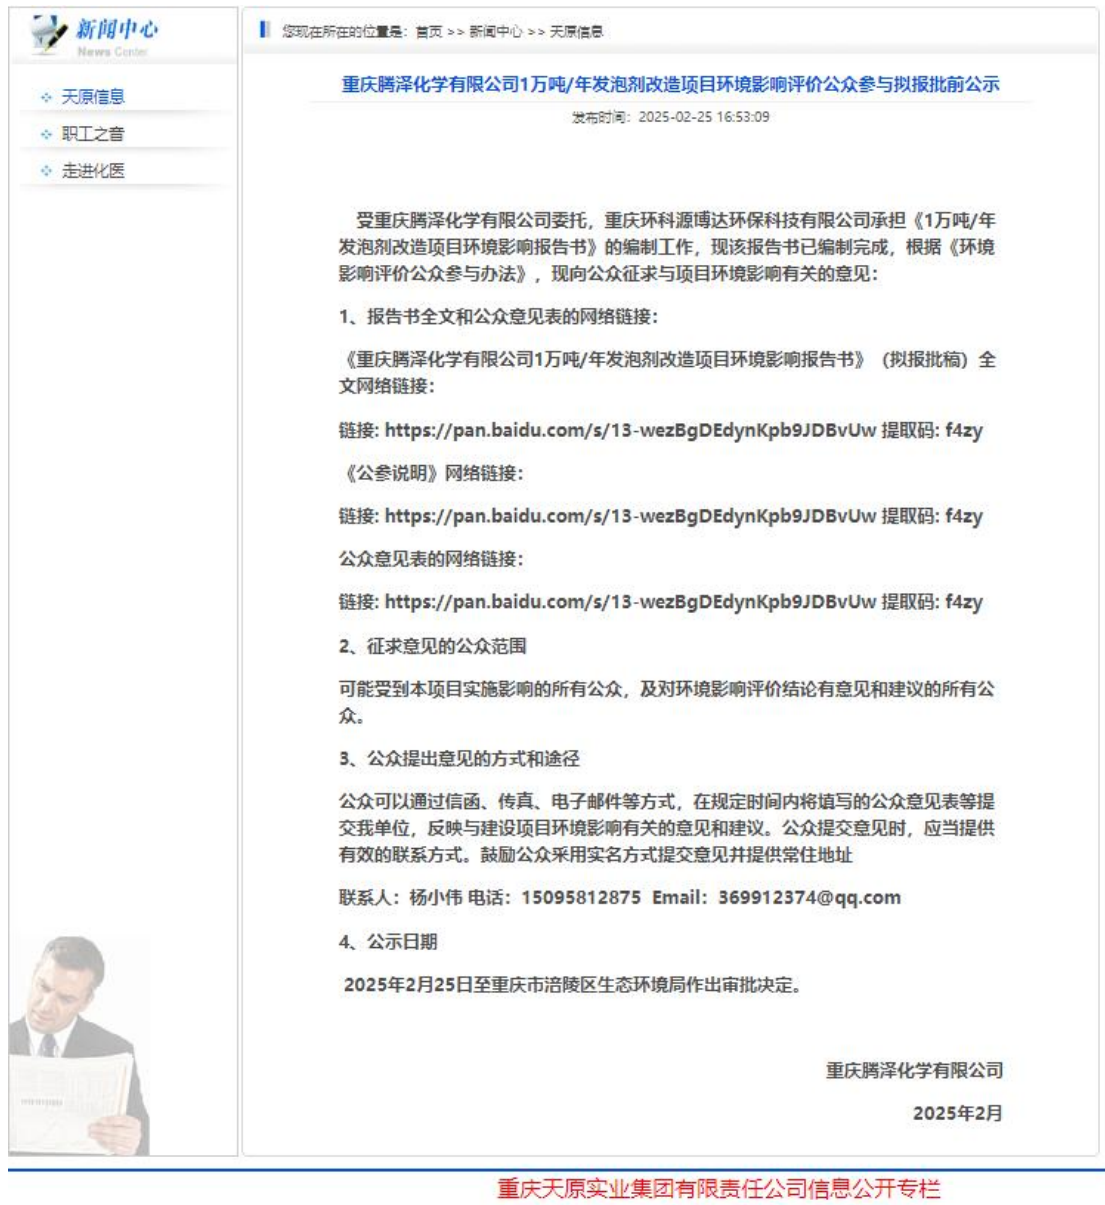 新闻中心
News Center
天原信息
职工之音
走进化医
您现在所在的位置是：首页 >> 新闻中心 >> 天原信息
重庆腾泽化学有限公司1万吨/年发泡剂改造项目环境影响评价公众参与拟报批前公示
发布时间：2025-02-25 16:53:09
受重庆腾泽化学有限公司委托，重庆环科源博达环保科技有限公司承担《1万吨/年
发泡剂改造项目环境影响报告书》的编制工作，现该报告书已编制完成，根据《环境
影响评价公众参与办法》，现向公众征求与项目环境影响有关的意见：
1、报告书全文和公众意见表的网络链接：
《重庆腾泽化学有限公司1万吨/年发泡剂改造项目环境影响报告书》（拟报批稿）全
文网络链接：
链接: https://pan.baidu.com/s/13-wezBgDEdynKpb9JDBvUw 提取码: f4zy
《公参说明》网络链接：
链接: https://pan.baidu.com/s/13-wezBgDEdynKpb9JDBvUw 提取码: f4zy
公众意见表的网络链接：
链接: https://pan.baidu.com/s/13-wezBgDEdynKpb9JDBvUw 提取码: f4zy
2、征求意见的公众范围
可能受到本项目实施影响的所有公众，及对环境影响评价结论有意见和建议的所有公
众。
3、公众提出意见的方式和途径
公众可以通过信函、传真、电子邮件等方式，在规定时间内将填写的公众意见表等提
交我单位，反映与建设项目环境影响有关的意见和建议。公众提交意见时，应当提供
有效的联系方式。鼓励公众采用实名方式提交意见并提供常住地址
联系人：杨小伟 电话：15095812875 Email：369912374@qq.com
4、公示日期
2025年2月25日至重庆市涪陵区生态环境局作出审批决定。
重庆腾泽化学有限公司
2025年2月
重庆天原实业集团有限责任公司信息公开专栏